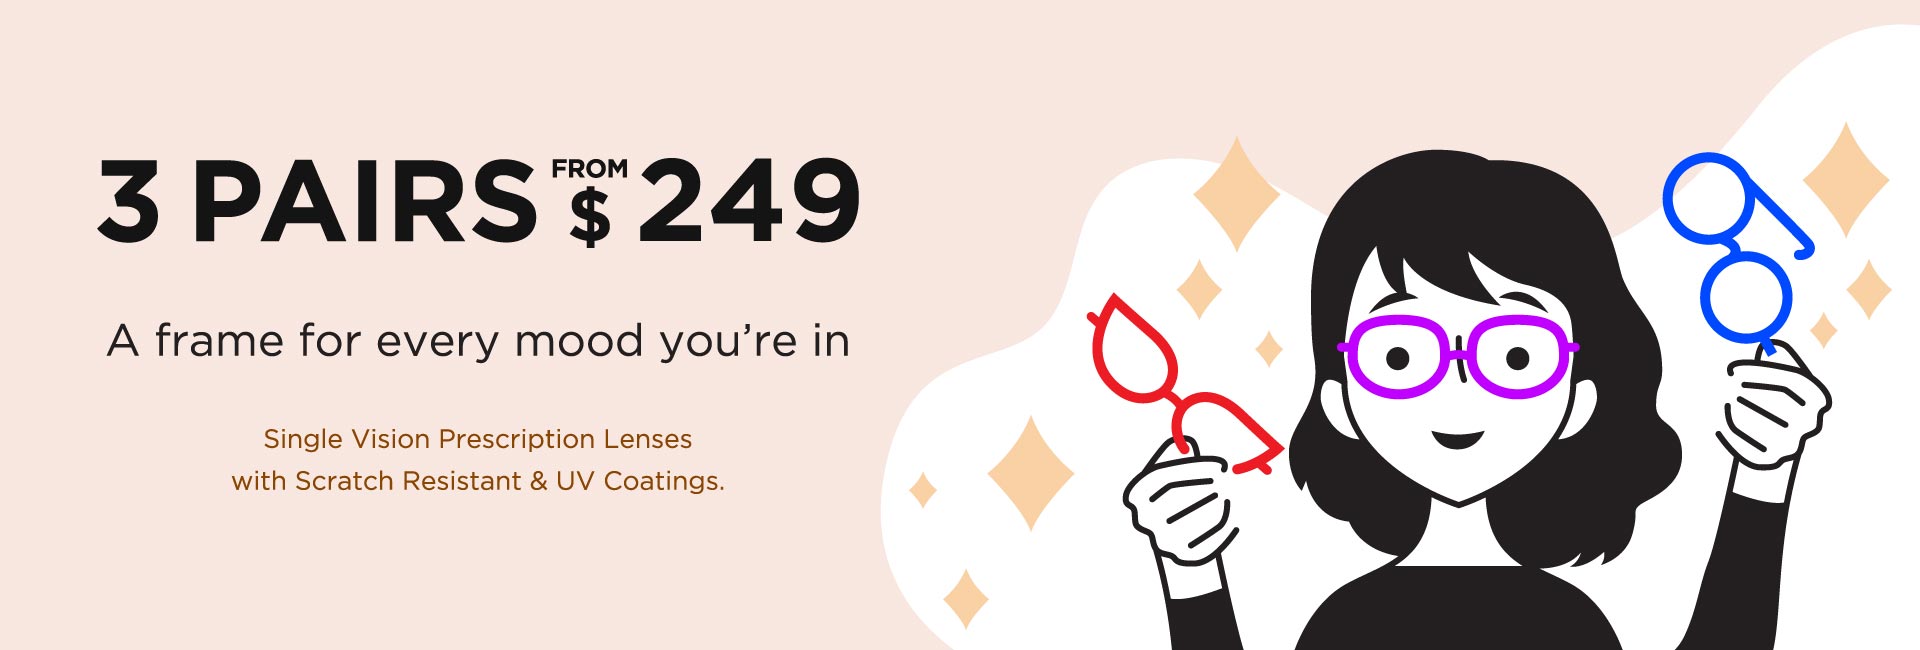 3 PAIRS FROM $249
A frame for every mood you’re in
Single Vision Prescription Lenses
with Scratch Resistant & UV Coatings.